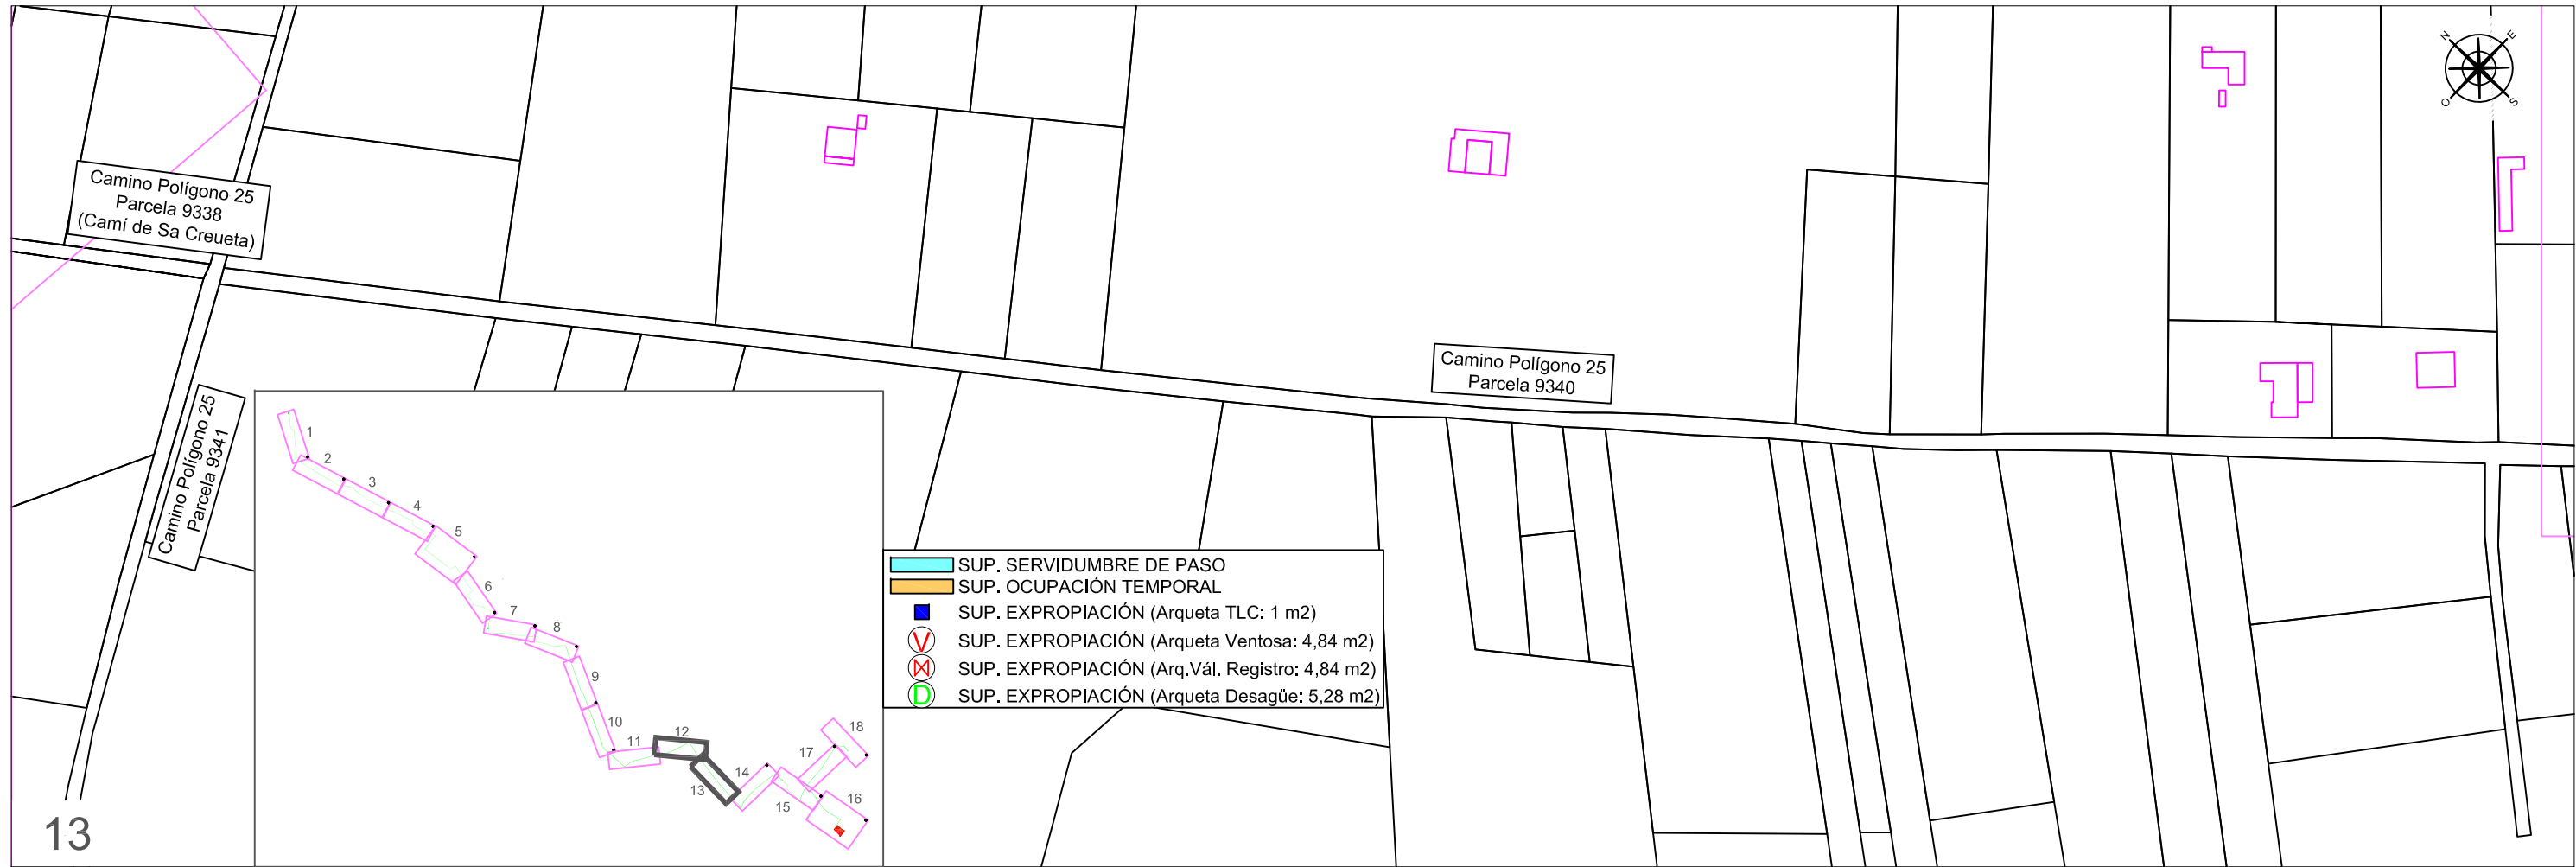 N
E
O
S
Camino Polígono 25
Parcela 9338
(Camí de Sa Creueta)
Camino Polígono 25
Parcela 9340
Camino Polígono 25
Parcela 9341
1
2
3
4
5
6
7
8
9
10
11
12
13
14
15
16
17
18
SUP. SERVIDUMBRE DE PASO
SUP. OCUPACIÓN TEMPORAL
SUP. EXPROPIACIÓN (Arqueta TLC: 1 m2)
V SUP. EXPROPIACIÓN (Arqueta Ventosa: 4,84 m2)
SUP. EXPROPIACIÓN (Arq.Vál. Registro: 4,84 m2)
D SUP. EXPROPIACIÓN (Arqueta Desagüe: 5,28 m2)
13